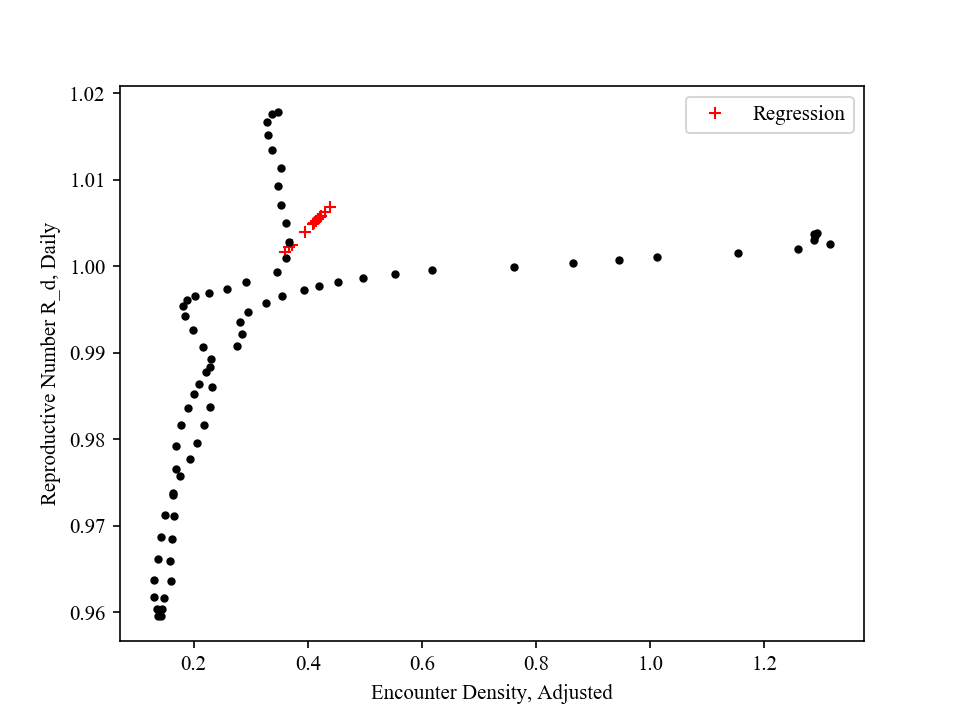 Regression
1.02
1.01
1.00
0.99
0.98
0.97
0.96
Reproductive Number R_d, Daily
0.2 0.4 0.6 0.8 1.0 1.2
Encounter Density, Adjusted